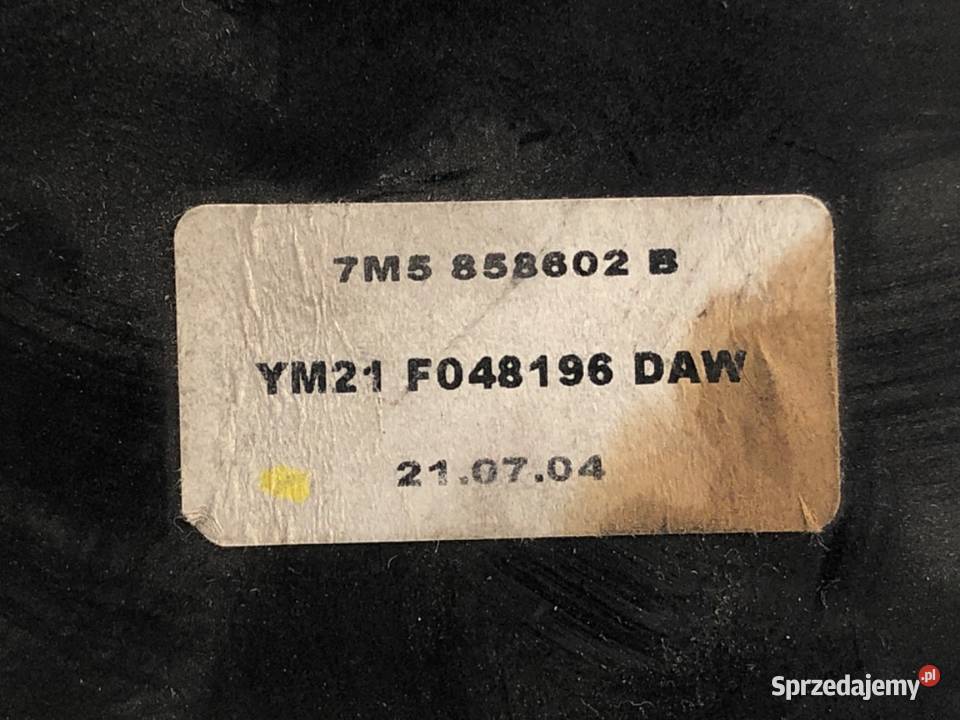 7M5 858602 B
YM21 F048196 DAW
21.07.04
Sprzedajemy.pl